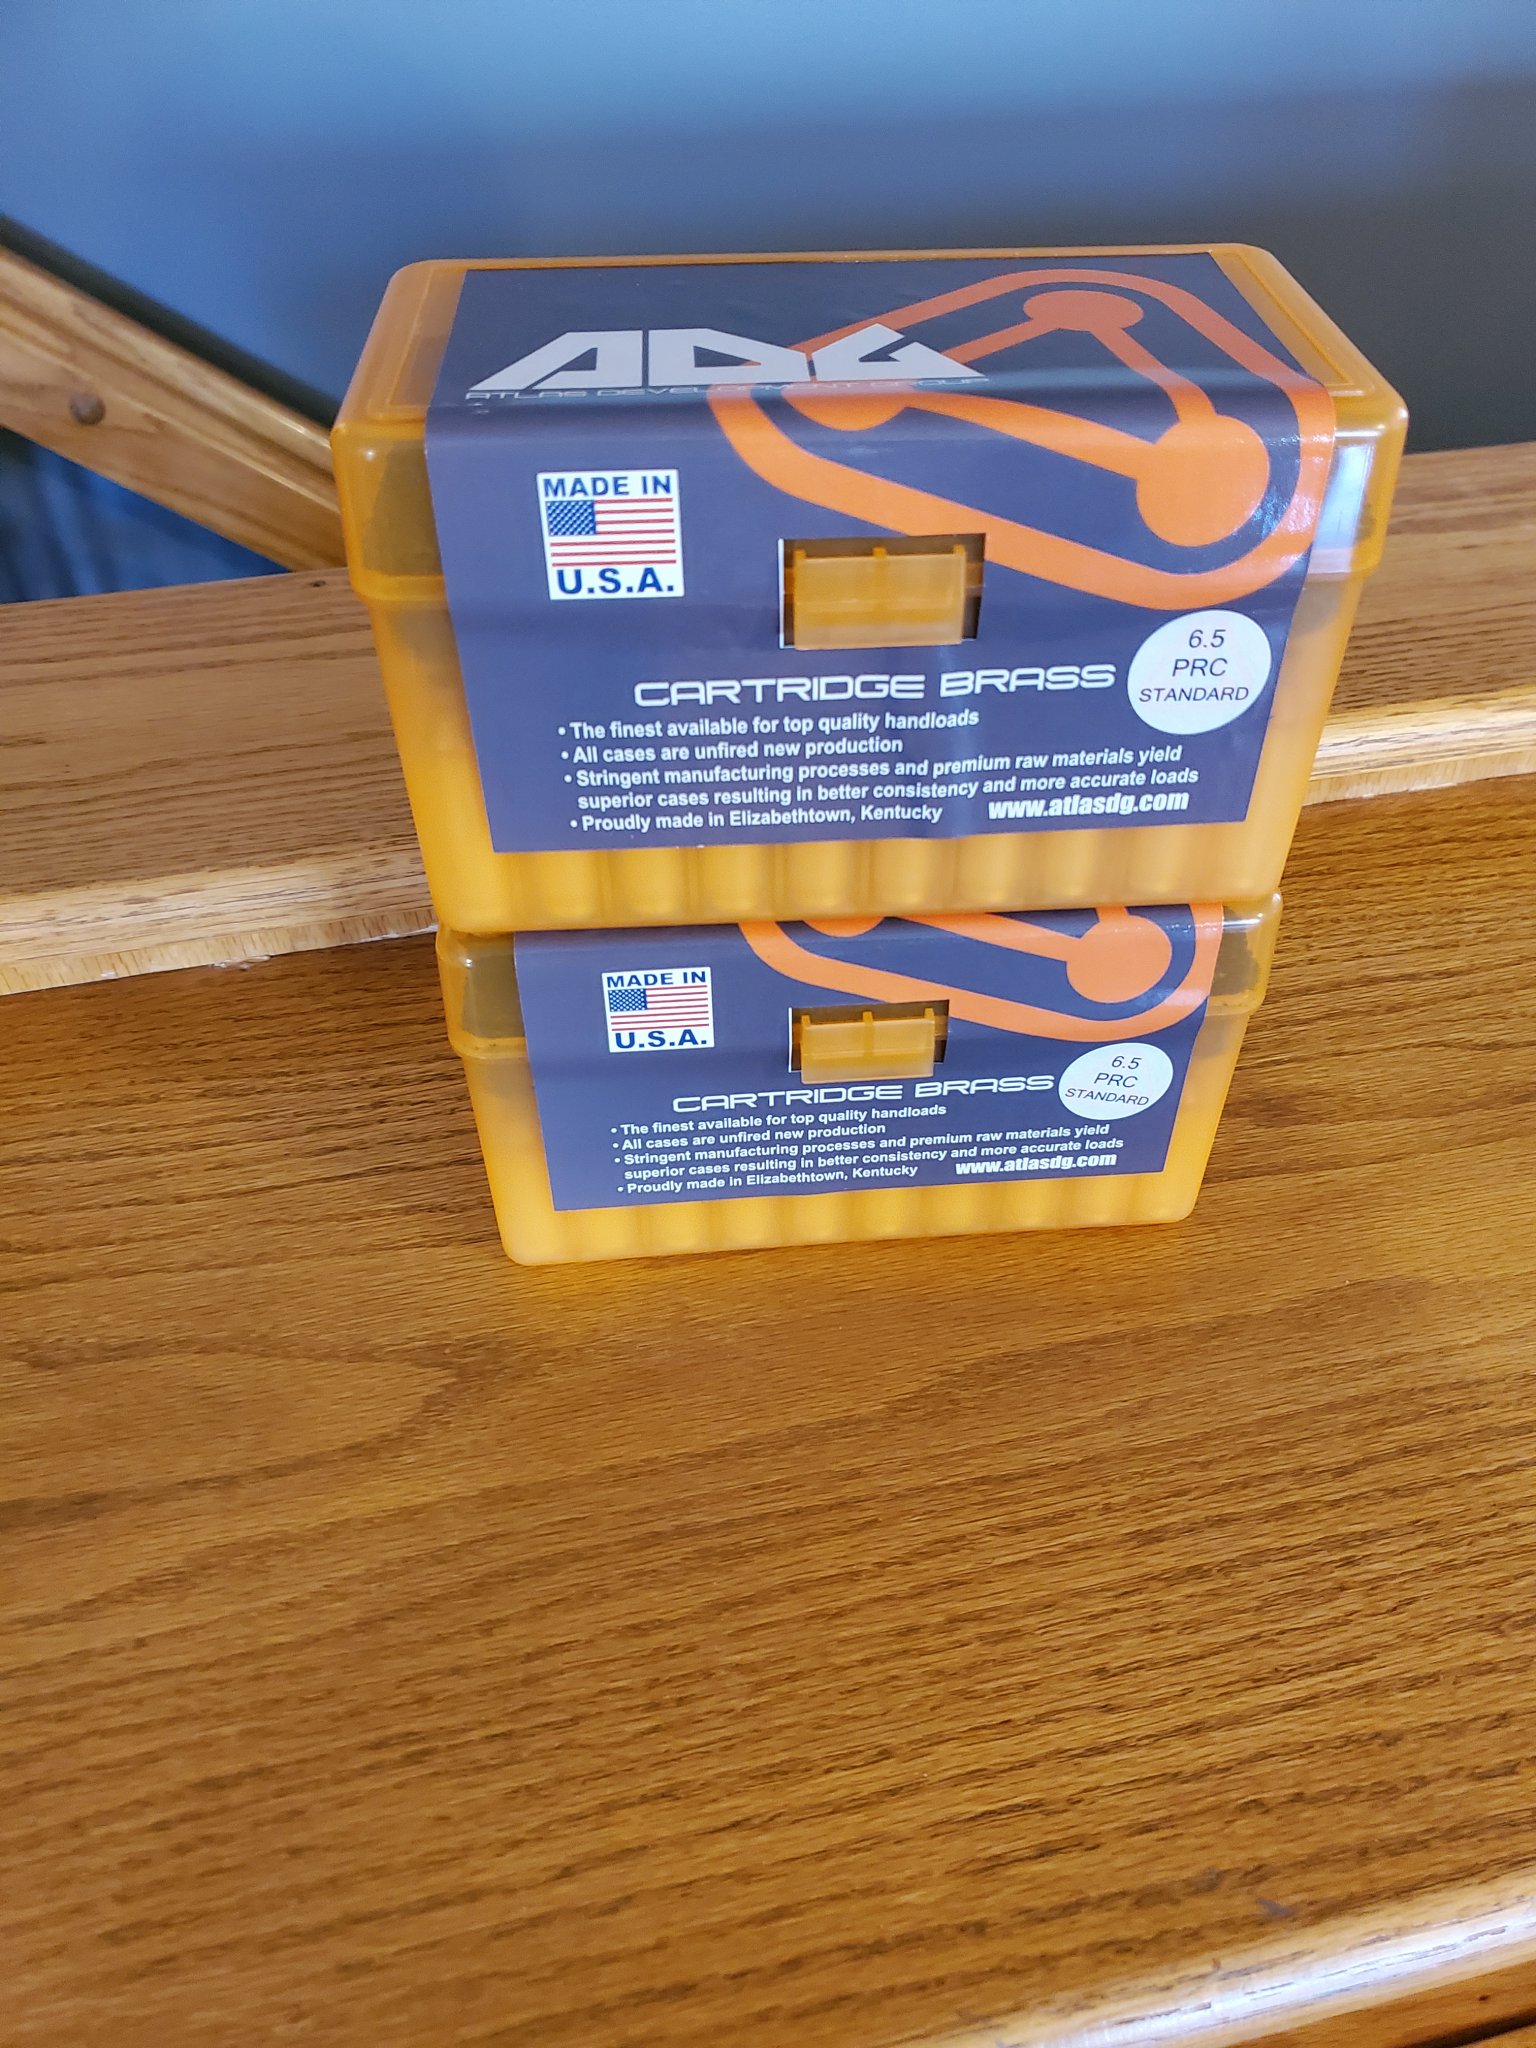 ADG
ATLAS DEVELOPMENT GROUP
MADE IN
U.S.A.
6.5
PRC
STANDARD
CARTRIDGE BRASS
• The finest available for top quality handloads
• All cases are unfired new production
• Stringent manufacturing processes and premium raw materials yield
superior cases resulting in better consistency and more accurate loads
• Proudly made in Elizabethtown, Kentucky
www.atlasdg.com
MADE IN
U.S.A.
6.5
PRC
STANDARD
CARTRIDGE BRASS
• The finest available for top quality handloads
• All cases are unfired new production
• Stringent manufacturing processes and premium raw materials yield
superior cases resulting in better consistency and more accurate loads
• Proudly made in Elizabethtown, Kentucky
www.atlasdg.com